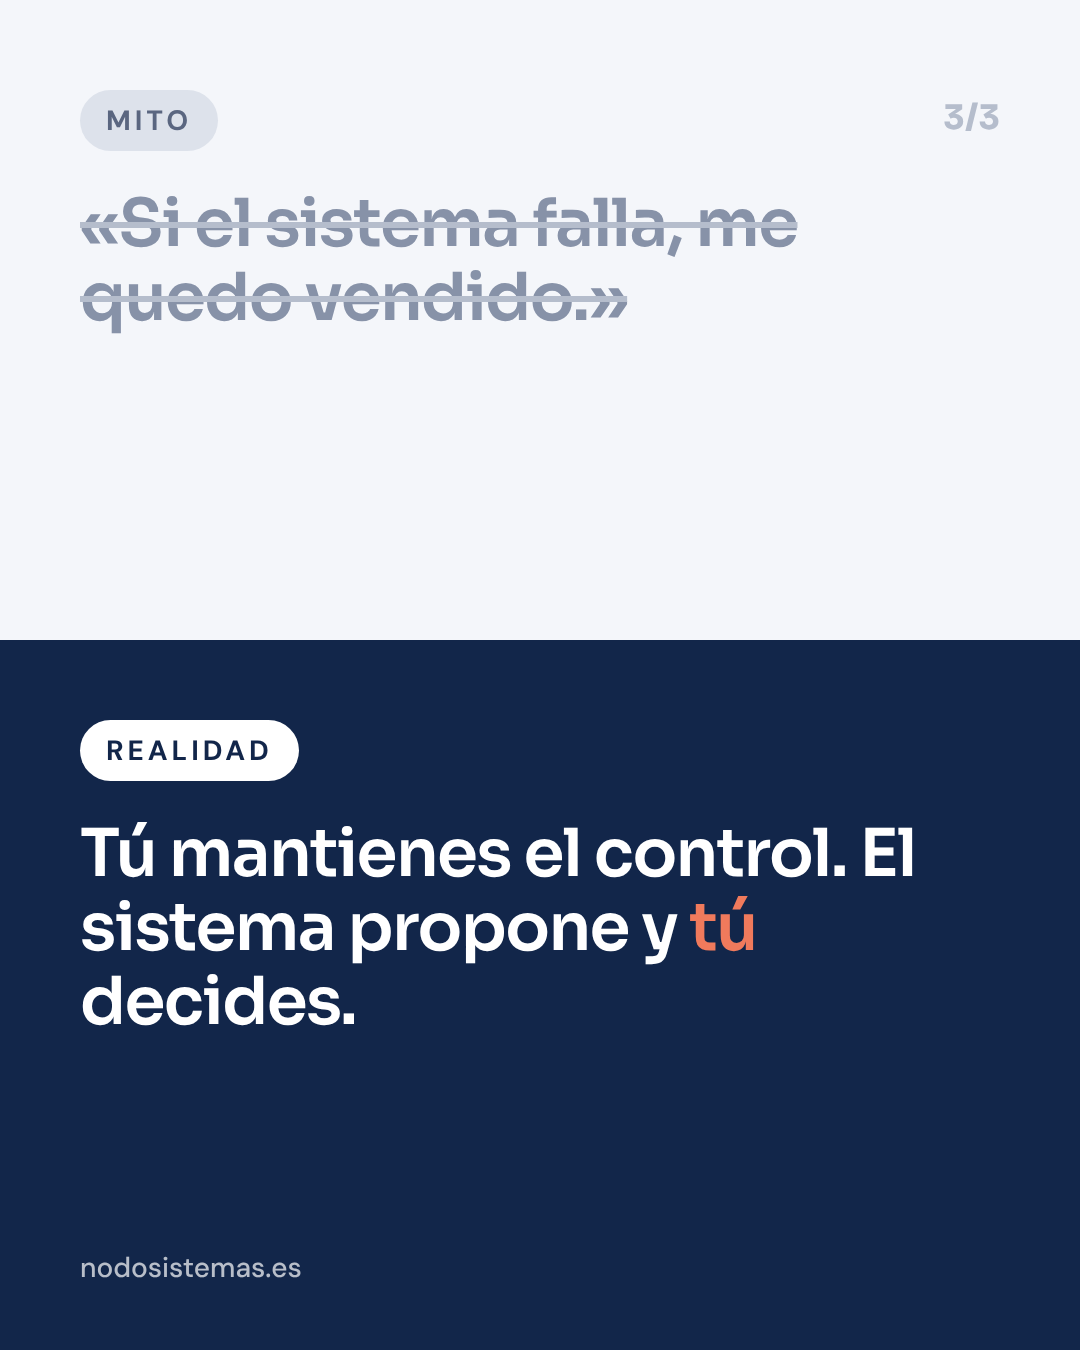 MITO
3/3
«Si el sistema falla, me
quedo vendido.»
REALIDAD
Tú mantienes el control. El
sistema propone y tú
decides.
nodosistemas.es